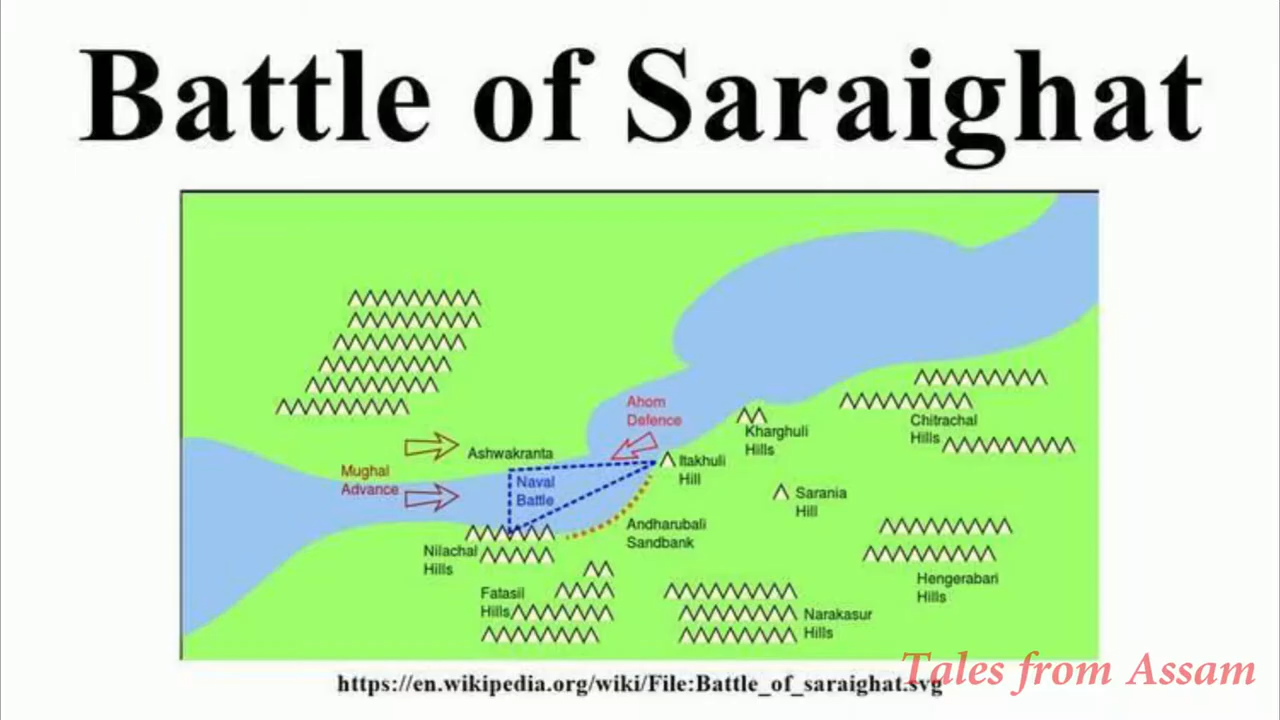 Battle of Saraighat
Ahom
Defence
Kharghuli
Hills
Chitrachal
Hills
Ashwakranta
Mughal
Advance
Naval
Battle
Itakhuli
Hill
Sarania
Hill
Andharubali
Sandbank
Nilachal
Hills
Fatasil
Hills
Hengerabari
Hills
Narakasur
Hills
Tales from Assam
https://en.wikipedia.org/wiki/File:Battle_of_saraighat.svg